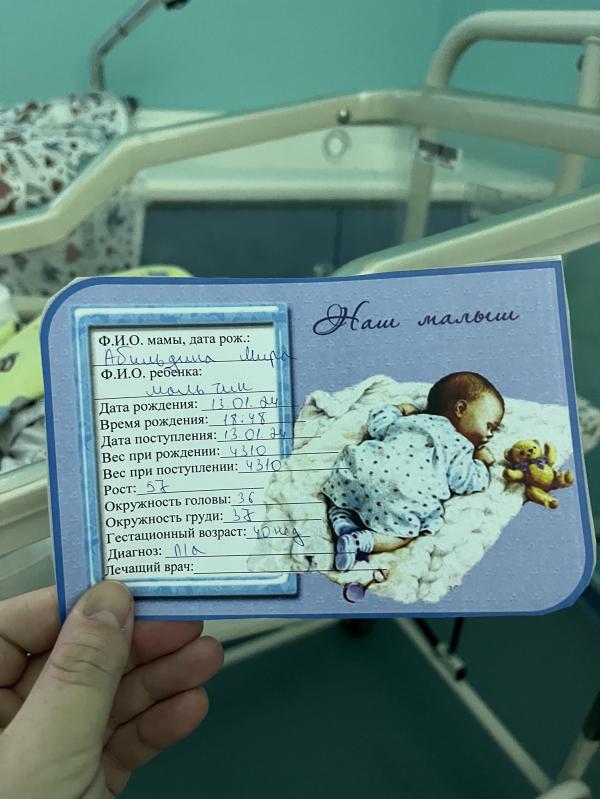 Наш малыш
Ф.И.О. мамы, дата рож.:
Абильдина Мира
Ф.И.О. ребенка:
Дата рождения: 13.01.24
Время рождения: 18:48
Дата поступления: 13.01.24
Вес при рождении: 4310
Вес при поступлении: 4310
Рост: 57
Окружность головы: 36
Окружность груди: 37
Гестационный возраст: 40 нед
Диагноз:
Лечащий врач: